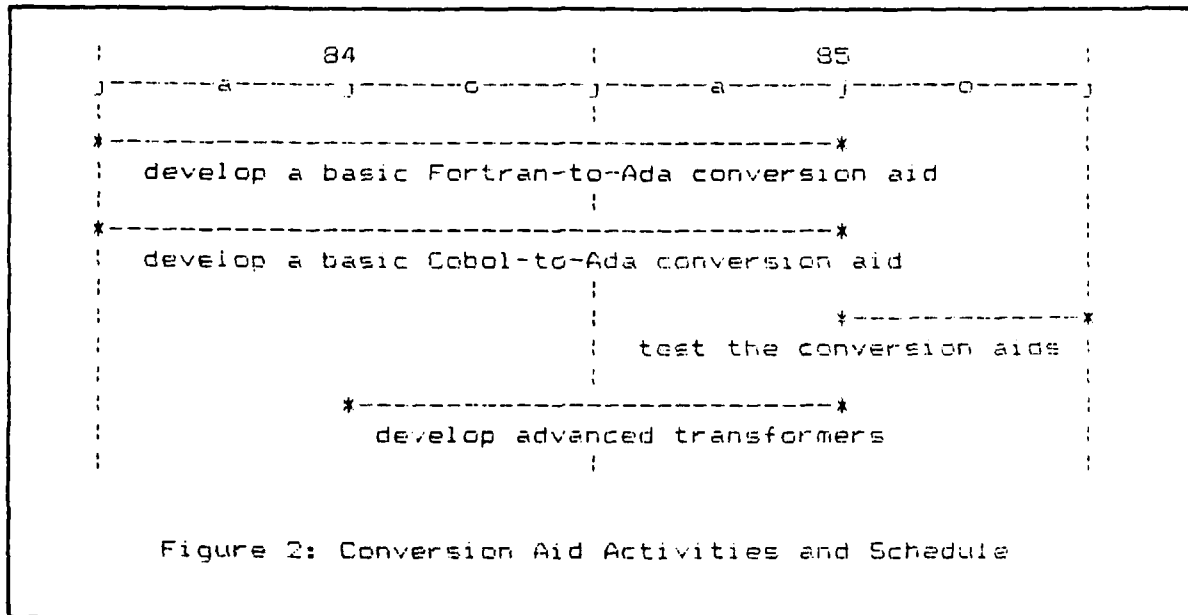 84 85
j------a------j------o------j------a------j------o------j
*------------------------------------------*
develop a basic Fortran-to-Ada conversion aid
*------------------------------------------*
develop a basic Cobol-to-Ada conversion aid
*--------------*
test the conversion aids
*----------------------------*
develop advanced transformers
Figure 2: Conversion Aid Activities and Schedule